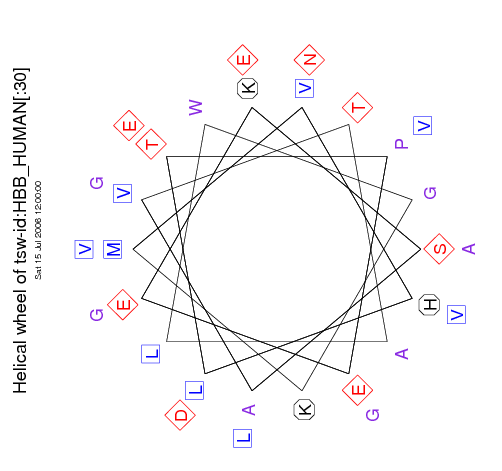 Helical wheel of tsw-id:HBB_HUMAN[:30]
Sat 15 Jul 2006 12:00:00
E N
K V
W T
E V
T P
G V G
V M S A
G E H V
L A
L E
D A K G
L